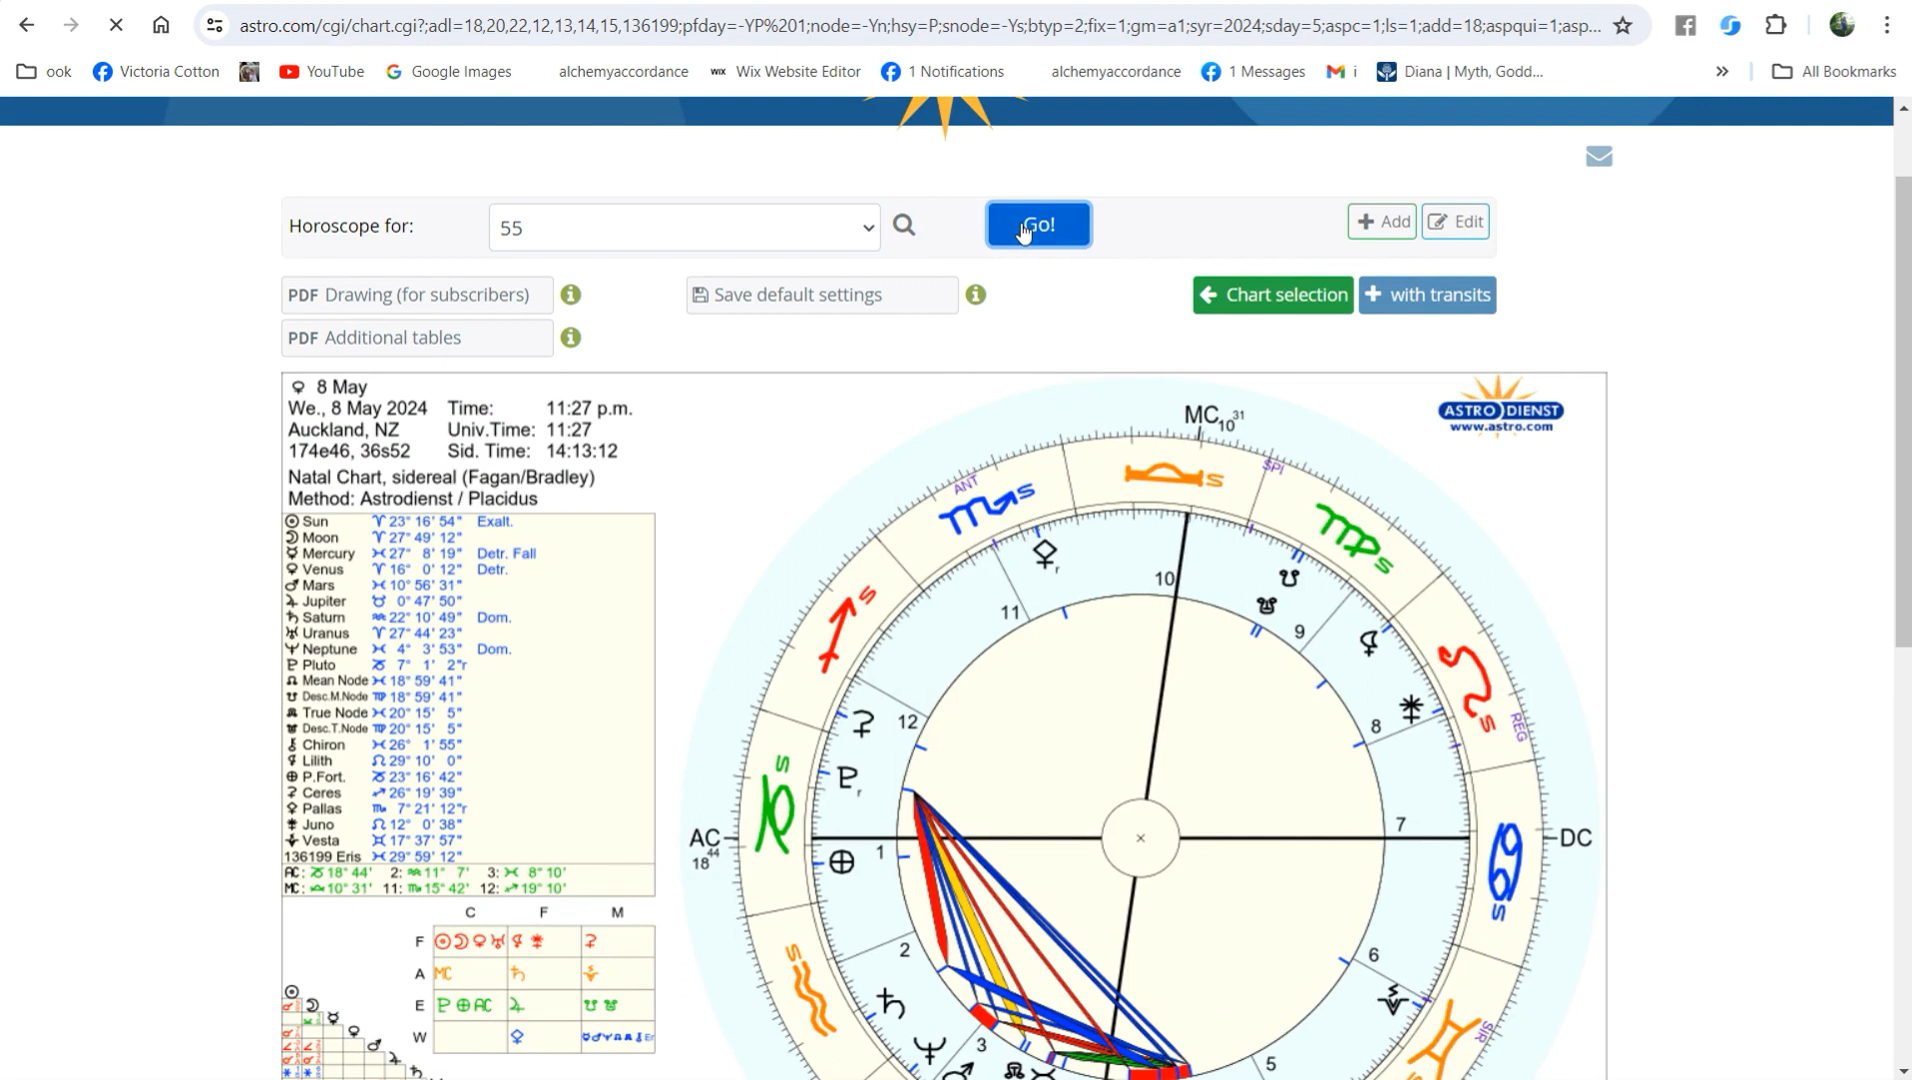 astro.com/cgi/chart.cgi?;adl=18,20,22,12,13,14,15,136199;pfday=-YP%201;node=-Yn;hsy=P;snode=-Ys;btyp=2;fix=1;gm=a1;syr=2024;sday=5;aspc=1;ls=1;add=18;aspqui=1;asp...
ook
Victoria Cotton
YouTube
Google Images
alchemyaccordance
WIX Wix Website Editor
1 Notifications
alchemyaccordance
1 Messages
i
Diana | Myth, Godd...
»
All Bookmarks
Horoscope for:
55
Go!
+ Add
Edit
PDF Drawing (for subscribers)
Save default settings
Chart selection
+ with transits
PDF Additional tables
♀ 8 May
We., 8 May 2024 Time: 11:27 p.m.
Auckland, NZ Univ.Time: 11:27
174e46, 36s52 Sid. Time: 14:13:12
Natal Chart, sidereal (Fagan/Bradley)
Method: Astrodienst / Placidus
ASTRODIENST
www.astro.com
☉ Sun ♈ 23° 16' 54" Exalt.
☽ Moon ♈ 27° 49' 12"
☿ Mercury ♓ 27° 8' 19" Detr. Fall
♀ Venus ♈ 16° 0' 12" Detr.
♂ Mars ♓ 10° 56' 31"
♃ Jupiter ♉ 0° 47' 50"
♄ Saturn ♒ 22° 10' 49" Dom.
♅ Uranus ♈ 27° 44' 23"
♆ Neptune ♓ 4° 3' 53" Dom.
♇ Pluto ♑ 7° 1' 2"r
☊ Mean Node ♓ 18° 59' 41"
☋ Desc.M.Node ♍ 18° 59' 41"
True Node ♓ 20° 15' 5"
Desc.T.Node ♍ 20° 15' 5"
Chiron ♓ 26° 1' 55"
Lilith ♌ 29° 10' 0"
⊕ P.Fort. ♑ 23° 16' 42"
Ceres ♐ 26° 19' 39"
Pallas ♏ 7° 21' 12"r
Juno ♌ 12° 0' 38"
Vesta ♊ 17° 37' 57"
136199 Eris ♓ 29° 59' 12"
AC: ♑ 18° 44' 2: ♒ 11° 7' 3: ♓ 8° 10'
MC: ♎ 10° 31' 11: ♏ 15° 42' 12: ♐ 19° 10'
C F M
F
A MC
E AC
W
MC 10 31
SPI
ANT
REG
SIR
AC 18 44
DC
10
11
9
12
8
1
7
2
6
3
5